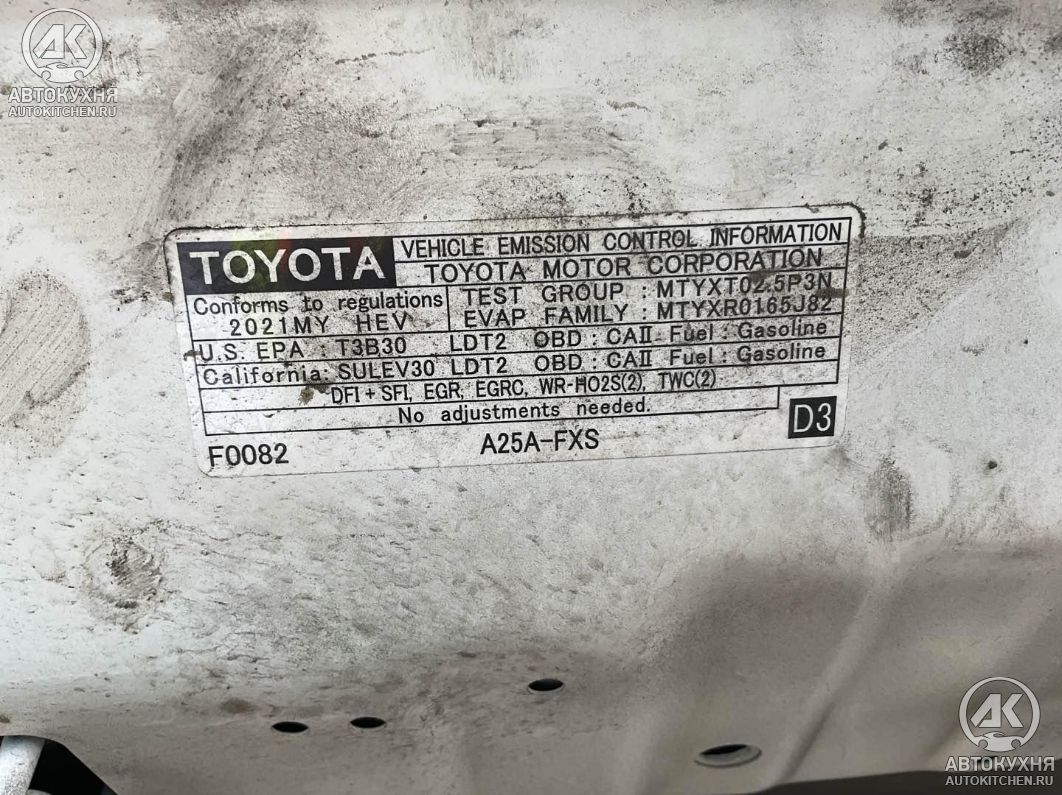 AK
АВТОКУХНЯ
AUTOKITCHEN.RU
TOYOTA
VEHICLE EMISSION CONTROL INFORMATION
TOYOTA MOTOR CORPORATION
Conforms to regulations
2021MY HEV
TEST GROUP : MTYXT02.5P3N
EVAP FAMILY : MTYXR0165J82
U.S. EPA : T3B30 LDT2 OBD : CAII Fuel : Gasoline
California: SULEV30 LDT2 OBD : CAII Fuel : Gasoline
DFI + SFI, EGR, EGRC, WR-HO2S(2), TWC(2)
No adjustments needed.
F0082 A25A-FXS D3
AK
АВТОКУХНЯ
AUTOKITCHEN.RU